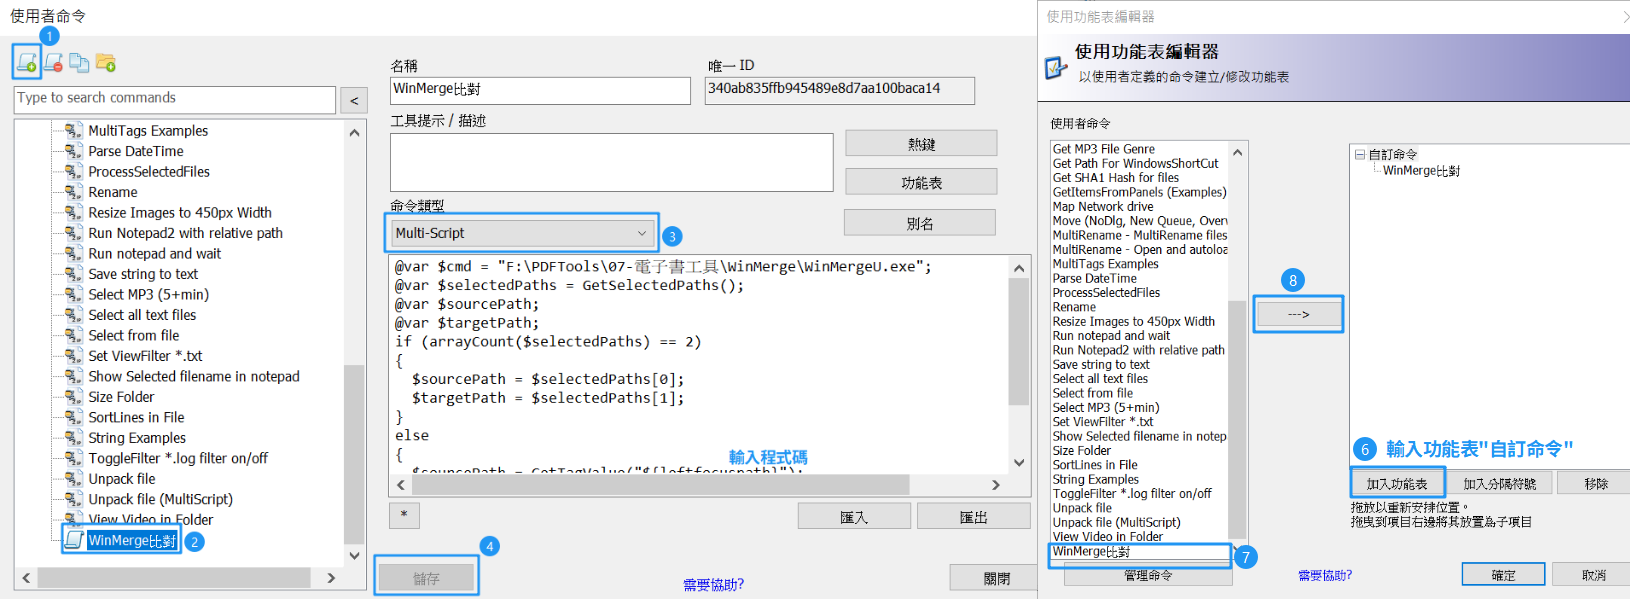 使用者命令
1
Type to search commands
<
MultiTags Examples
Parse DateTime
ProcessSelectedFiles
Rename
Resize Images to 450px Width
Run Notepad2 with relative path
Run notepad and wait
Save string to text
Select MP3 (5+min)
Select all text files
Select from file
Set ViewFilter *.txt
Show Selected filename in notepad
Size Folder
SortLines in File
String Examples
ToggleFilter *.log filter on/off
Unpack file
Unpack file (MultiScript)
View Video in Folder
WinMerge比對
2
名稱
WinMerge比對
唯一 ID
340ab835ffb945489e8d7aa100baca14
工具提示 / 描述
熱鍵
功能表
別名
命令類型
Multi-Script
3
@var $cmd = "F:\PDFTools\07-電子書工具\WinMerge\WinMergeU.exe";
@var $selectedPaths = GetSelectedPaths();
@var $sourcePath;
@var $targetPath;
if (arrayCount($selectedPaths) == 2)
{
$sourcePath = $selectedPaths[0];
$targetPath = $selectedPaths[1];
}
else
{
$sourcePath = GetTagValue("${leftfocuspath}");
輸入程式碼
*
匯入
匯出
4
儲存
需要協助?
關閉
使用功能表編輯器
使用功能表編輯器
以使用者定義的命令建立/修改功能表
使用者命令
Get MP3 File Genre
Get Path For WindowsShortCut
Get SHA1 Hash for files
GetItemsFromPanels (Examples)
Map Network drive
Move (NoDlg, New Queue, Over
MultiRename - MultiRename files
MultiRename - Open and autoloa
MultiTags Examples
Parse DateTime
ProcessSelectedFiles
Rename
Resize Images to 450px Width
Run notepad and wait
Run Notepad2 with relative path
Save string to text
Select all text files
Select from file
Select MP3 (5+min)
Set ViewFilter *.txt
Show Selected filename in notep
Size Folder
SortLines in File
String Examples
ToggleFilter *.log filter on/off
Unpack file
Unpack file (MultiScript)
View Video in Folder
WinMerge比對
7
管理命令
8
--->
自訂命令
WinMerge比對
6 輸入功能表"自訂命令"
加入功能表
加入分隔符號
移除
拖放以重新安排位置。
拖曳到項目右邊將其放置為子項目
需要協助?
確定
取消